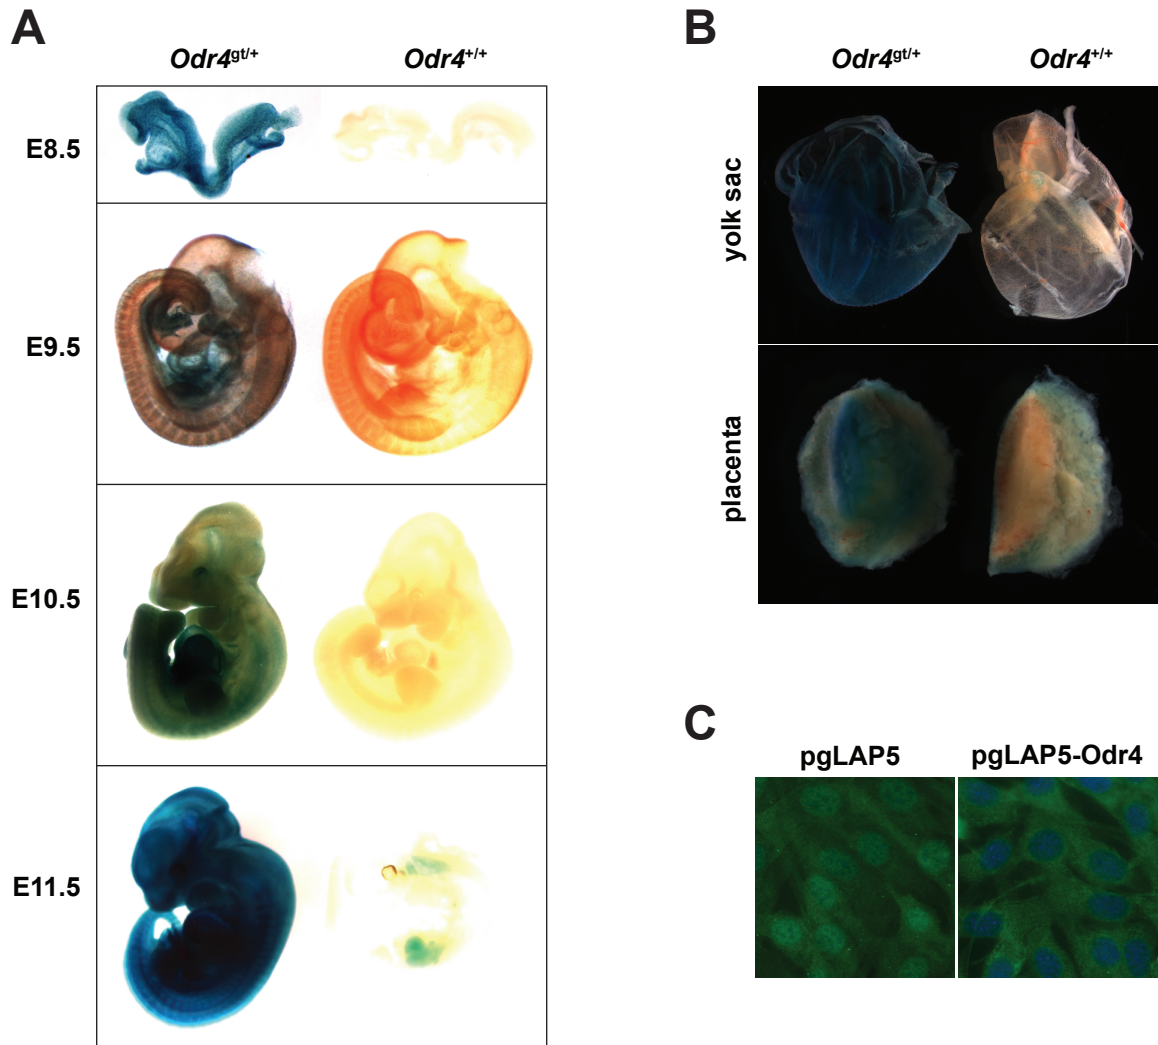 A
Odr4gt/+ Odr4+/+
E8.5
E9.5
E10.5
E11.5
B
Odr4gt/+ Odr4+/+
yolk sac
placenta
C
pgLAP5 pgLAP5-Odr4